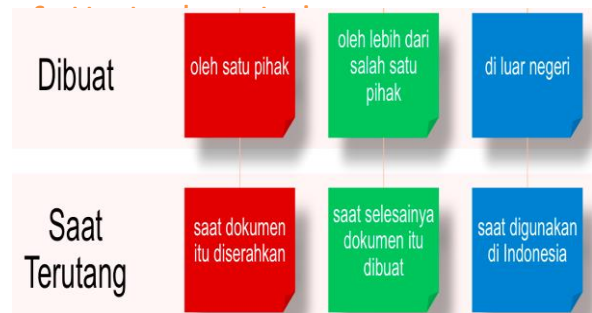 Dibuat
oleh satu pihak
oleh lebih dari
salah satu
pihak
di luar negeri
Saat
Terutang
saat dokumen
itu diserahkan
saat selesainya
dokumen itu
dibuat
saat digunakan
di Indonesia